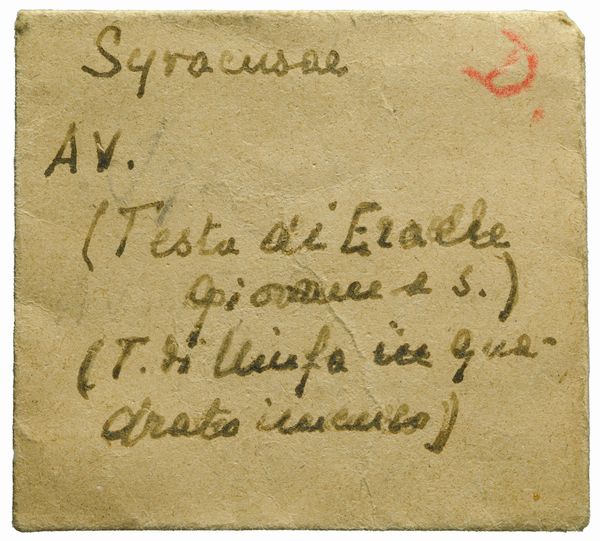 Syracusae
AV.
(Testa di Eracle
giovane a s.)
(T. di Ninfa in qua-
drato incuso)